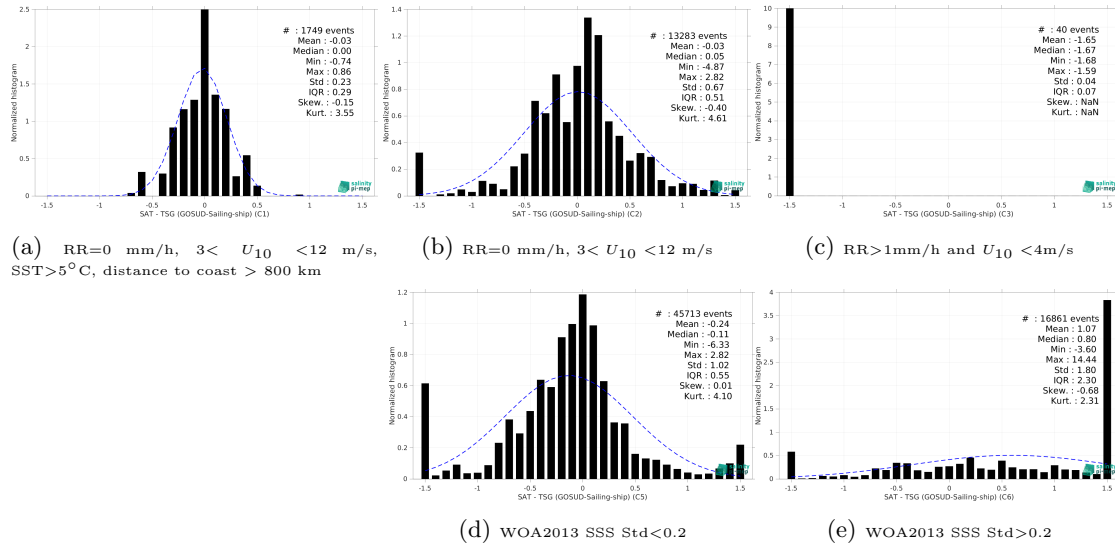 2.5
2
1.5
1
0.5
0
Normalized histogram
# : 1749 events
Mean : -0.03
Median : 0.00
Min : -0.74
Max : 0.86
Std : 0.23
IQR : 0.29
Skew. : -0.15
Kurt. : 3.55
salinity
pi-mep
-1.5 -1 -0.5 0 0.5 1 1.5
SAT - TSG (GOSUD-Sailing-ship) (C1)
(a) RR=0 mm/h, 3< U10 <12 m/s,
SST>5°C, distance to coast > 800 km
1.4
1.2
1
0.8
0.6
0.4
0.2
0
Normalized histogram
# : 13283 events
Mean : -0.03
Median : 0.05
Min : -4.87
Max : 2.82
Std : 0.67
IQR : 0.51
Skew. : -0.40
Kurt. : 4.61
salinity
pi-mep
-1.5 -1 -0.5 0 0.5 1 1.5
SAT - TSG (GOSUD-Sailing-ship) (C2)
(b) RR=0 mm/h, 3< U10 <12 m/s
10
9
8
7
6
5
4
3
2
1
0
Normalized histogram
# : 40 events
Mean : -1.65
Median : -1.67
Min : -1.68
Max : -1.59
Std : 0.04
IQR : 0.07
Skew. : NaN
Kurt. : NaN
salinity
pi-mep
-1.5 -1 -0.5 0 0.5 1 1.5
SAT - TSG (GOSUD-Sailing-ship) (C3)
(c) RR>1mm/h and U10 <4m/s
1.2
1
0.8
0.6
0.4
0.2
0
Normalized histogram
# : 45713 events
Mean : -0.24
Median : -0.11
Min : -6.33
Max : 2.82
Std : 1.02
IQR : 0.55
Skew. : 0.01
Kurt. : 4.10
salinity
pi-mep
-1.5 -1 -0.5 0 0.5 1 1.5
SAT - TSG (GOSUD-Sailing-ship) (C5)
(d) WOA2013 SSS Std<0.2
4
3.5
3
2.5
2
1.5
1
0.5
0
Normalized histogram
# : 16861 events
Mean : 1.07
Median : 0.80
Min : -3.60
Max : 14.44
Std : 1.80
IQR : 2.30
Skew. : -0.68
Kurt. : 2.31
salinity
pi-mep
-1.5 -1 -0.5 0 0.5 1 1.5
SAT - TSG (GOSUD-Sailing-ship) (C6)
(e) WOA2013 SSS Std>0.2